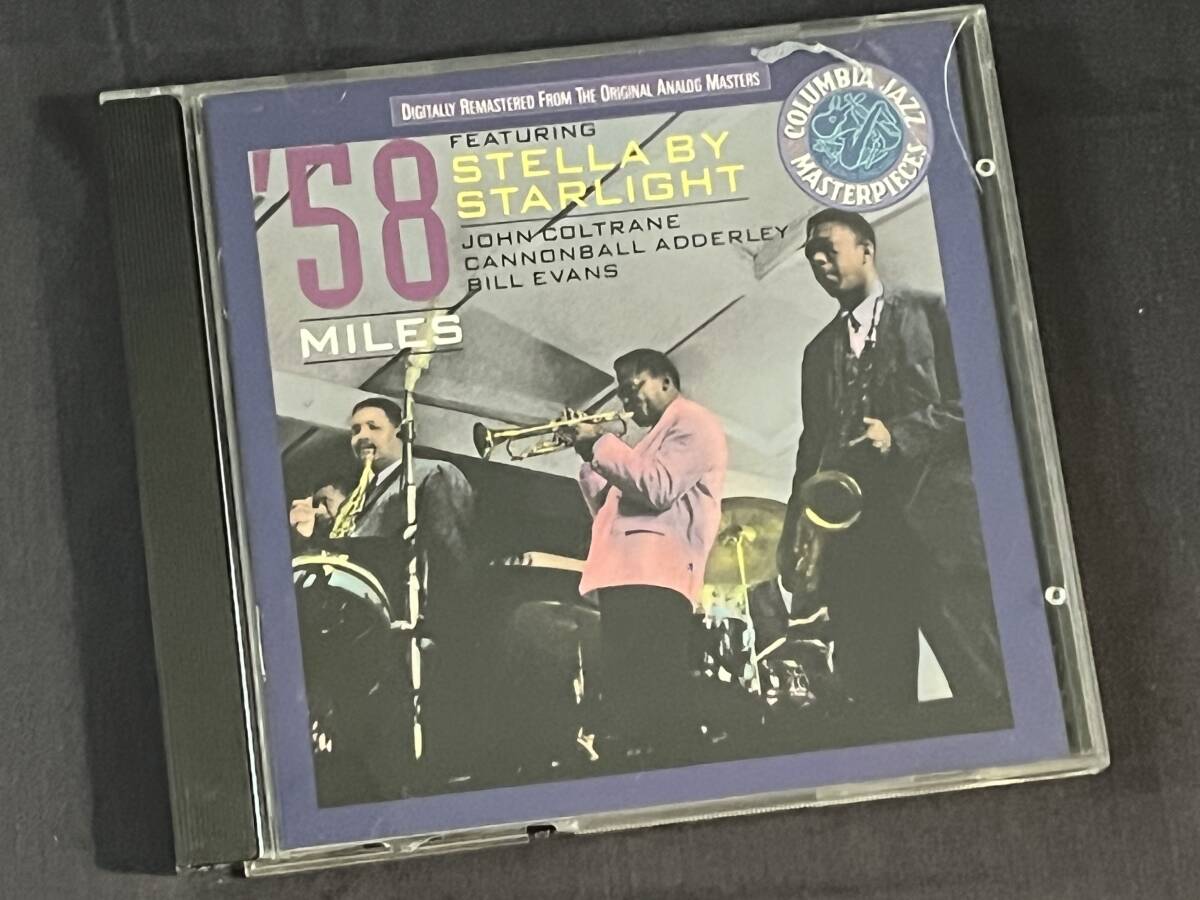 DIGITALLY REMASTERED FROM THE ORIGINAL ANALOG MASTERS
COLUMBIA JAZZ
MASTERPIECES
'58
FEATURING
STELLA BY
STARLIGHT
JOHN COLTRANE
CANNONBALL ADDERLEY
BILL EVANS
MILES